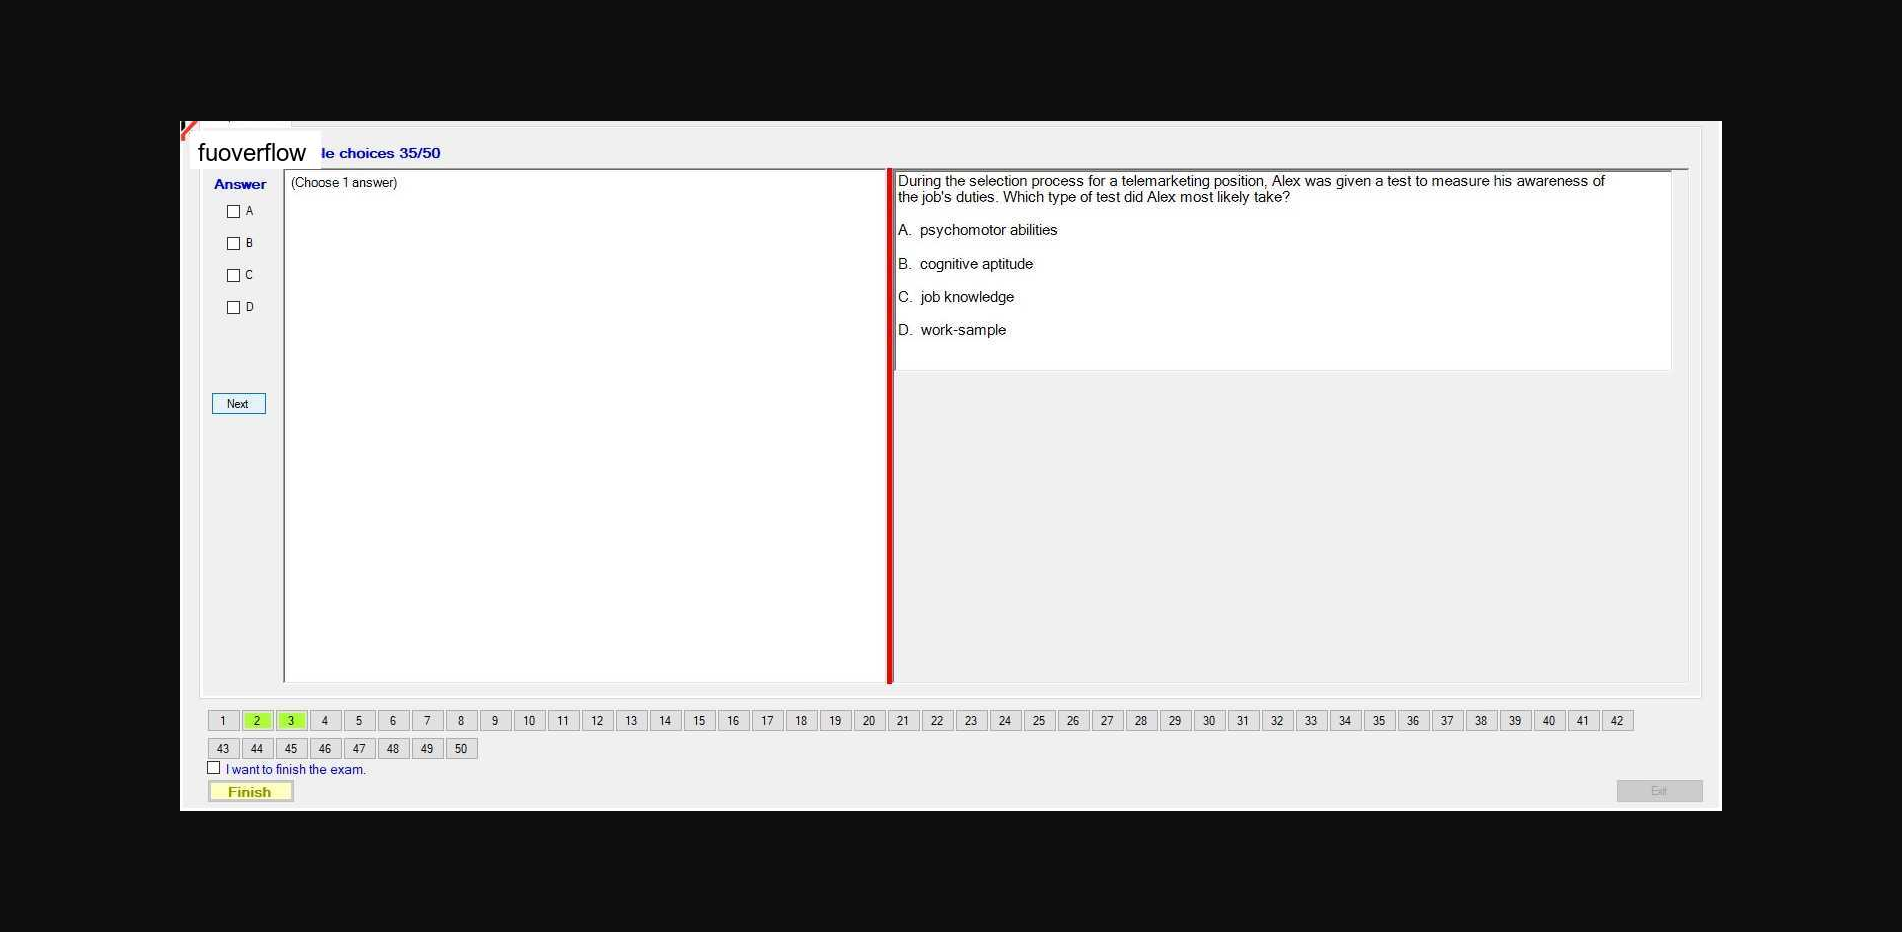 fuoverflow
le choices 35/50
Answer
(Choose 1 answer)
A
B
C
D
Next
During the selection process for a telemarketing position, Alex was given a test to measure his awareness of
the job's duties. Which type of test did Alex most likely take?
A. psychomotor abilities
B. cognitive aptitude
C. job knowledge
D. work-sample
1 2 3 4 5 6 7 8 9 10 11 12 13 14 15 16 17 18 19 20 21 22 23 24 25 26 27 28 29 30 31 32 33 34 35 36 37 38 39 40 41 42
43 44 45 46 47 48 49 50
I want to finish the exam.
Finish
Exit